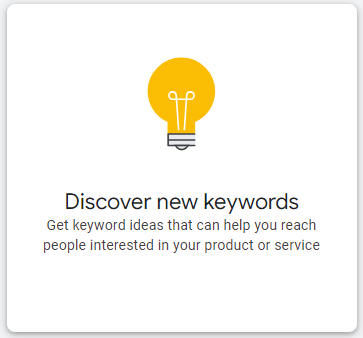 Discover new keywords
Get keyword ideas that can help you reach
people interested in your product or service